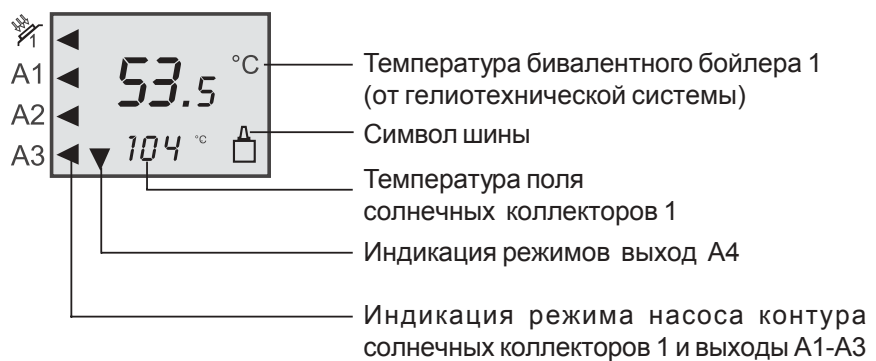 1
A1
A2
A3
53.5 °C
104 °C
Температура бивалентного бойлера 1
(от гелиотехнической системы)
Символ шины
Температура поля
солнечных коллекторов 1
Индикация режимов выход А4
Индикация режима насоса контура
солнечных коллекторов 1 и выходы А1-А3